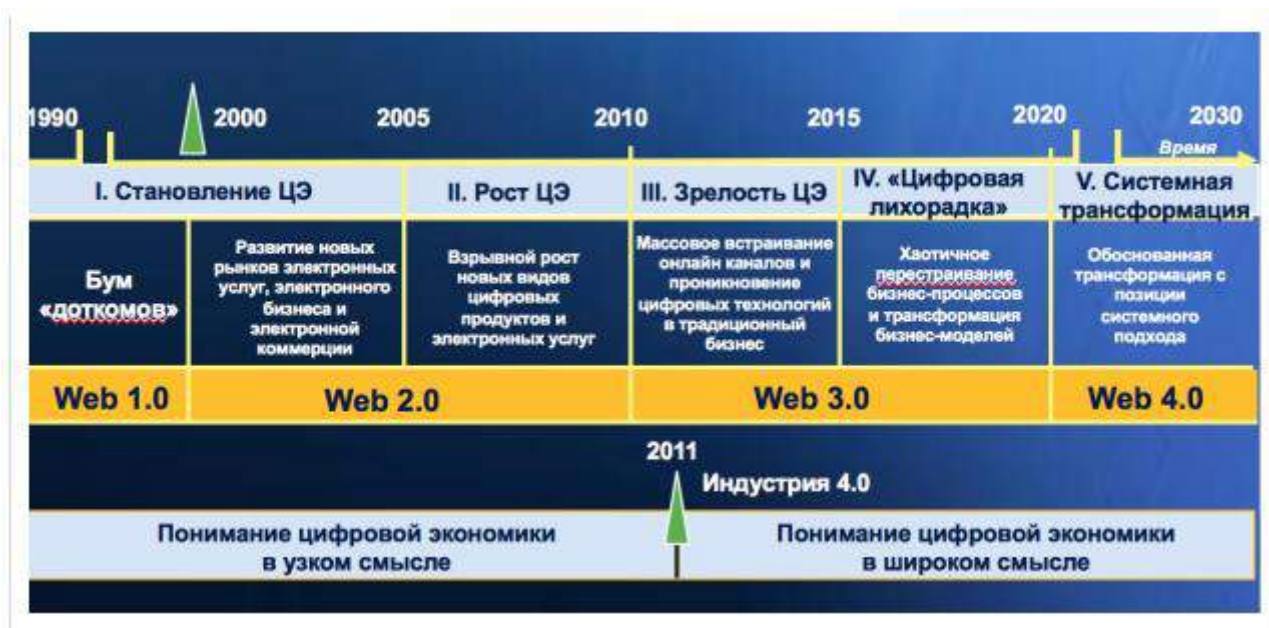 1990
2000
2005
2010
2015
2020
2030
Время
I. Становление ЦЭ
II. Рост ЦЭ
III. Зрелость ЦЭ
IV. «Цифровая
лихорадка»
V. Системная
трансформация
Бум
«доткомов»
Развитие новых
рынков электронных
услуг, электронного
бизнеса и
электронной
коммерции
Взрывной рост
новых видов
цифровых
продуктов и
электронных услуг
Массовое встраивание
онлайн каналов и
проникновение
цифровых технологий
в традиционный
бизнес
Хаотичное
перестраивание
бизнес-процессов
и трансформация
бизнес-моделей
Обоснованная
трансформация с
позиции
системного
подхода
Web 1.0
Web 2.0
Web 3.0
Web 4.0
2011
Индустрия 4.0
Понимание цифровой экономики
в узком смысле
Понимание цифровой экономики
в широком смысле